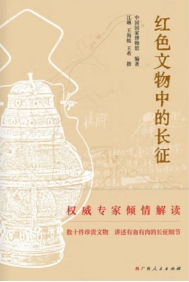 红色文物中的长征
中国国家博物馆 编著
权威专家倾情解读
数十件珍贵文物 讲述有血有肉的长征细节
广西人民出版社